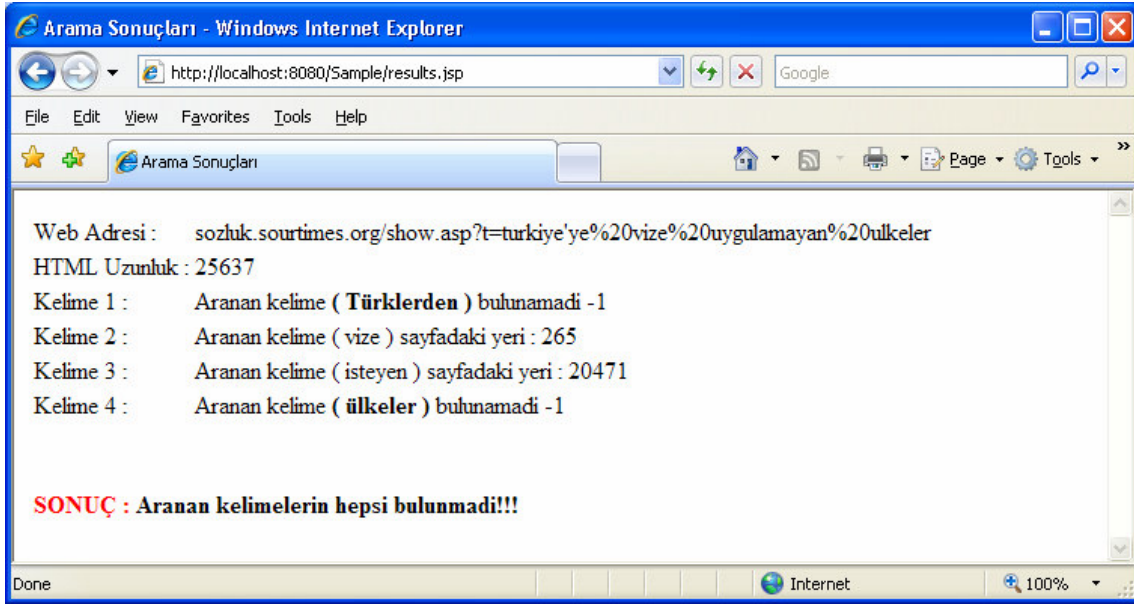 Arama Sonuçları - Windows Internet Explorer
http://localhost:8080/Sample/results.jsp
Google
File Edit View Favorites Tools Help
Arama Sonuçları
Page Tools
Web Adresi : sozluk.sourtimes.org/show.asp?t=turkiye'ye%20vize%20uygulamayan%20ulkeler
HTML Uzunluk : 25637
Kelime 1 : Aranan kelime ( Türklerden ) bulunamadi -1
Kelime 2 : Aranan kelime ( vize ) sayfadaki yeri : 265
Kelime 3 : Aranan kelime ( isteyen ) sayfadaki yeri : 20471
Kelime 4 : Aranan kelime ( ülkeler ) bulunamadi -1
SONUÇ : Aranan kelimelerin hepsi bulunmadi!!!
Done Internet 100%